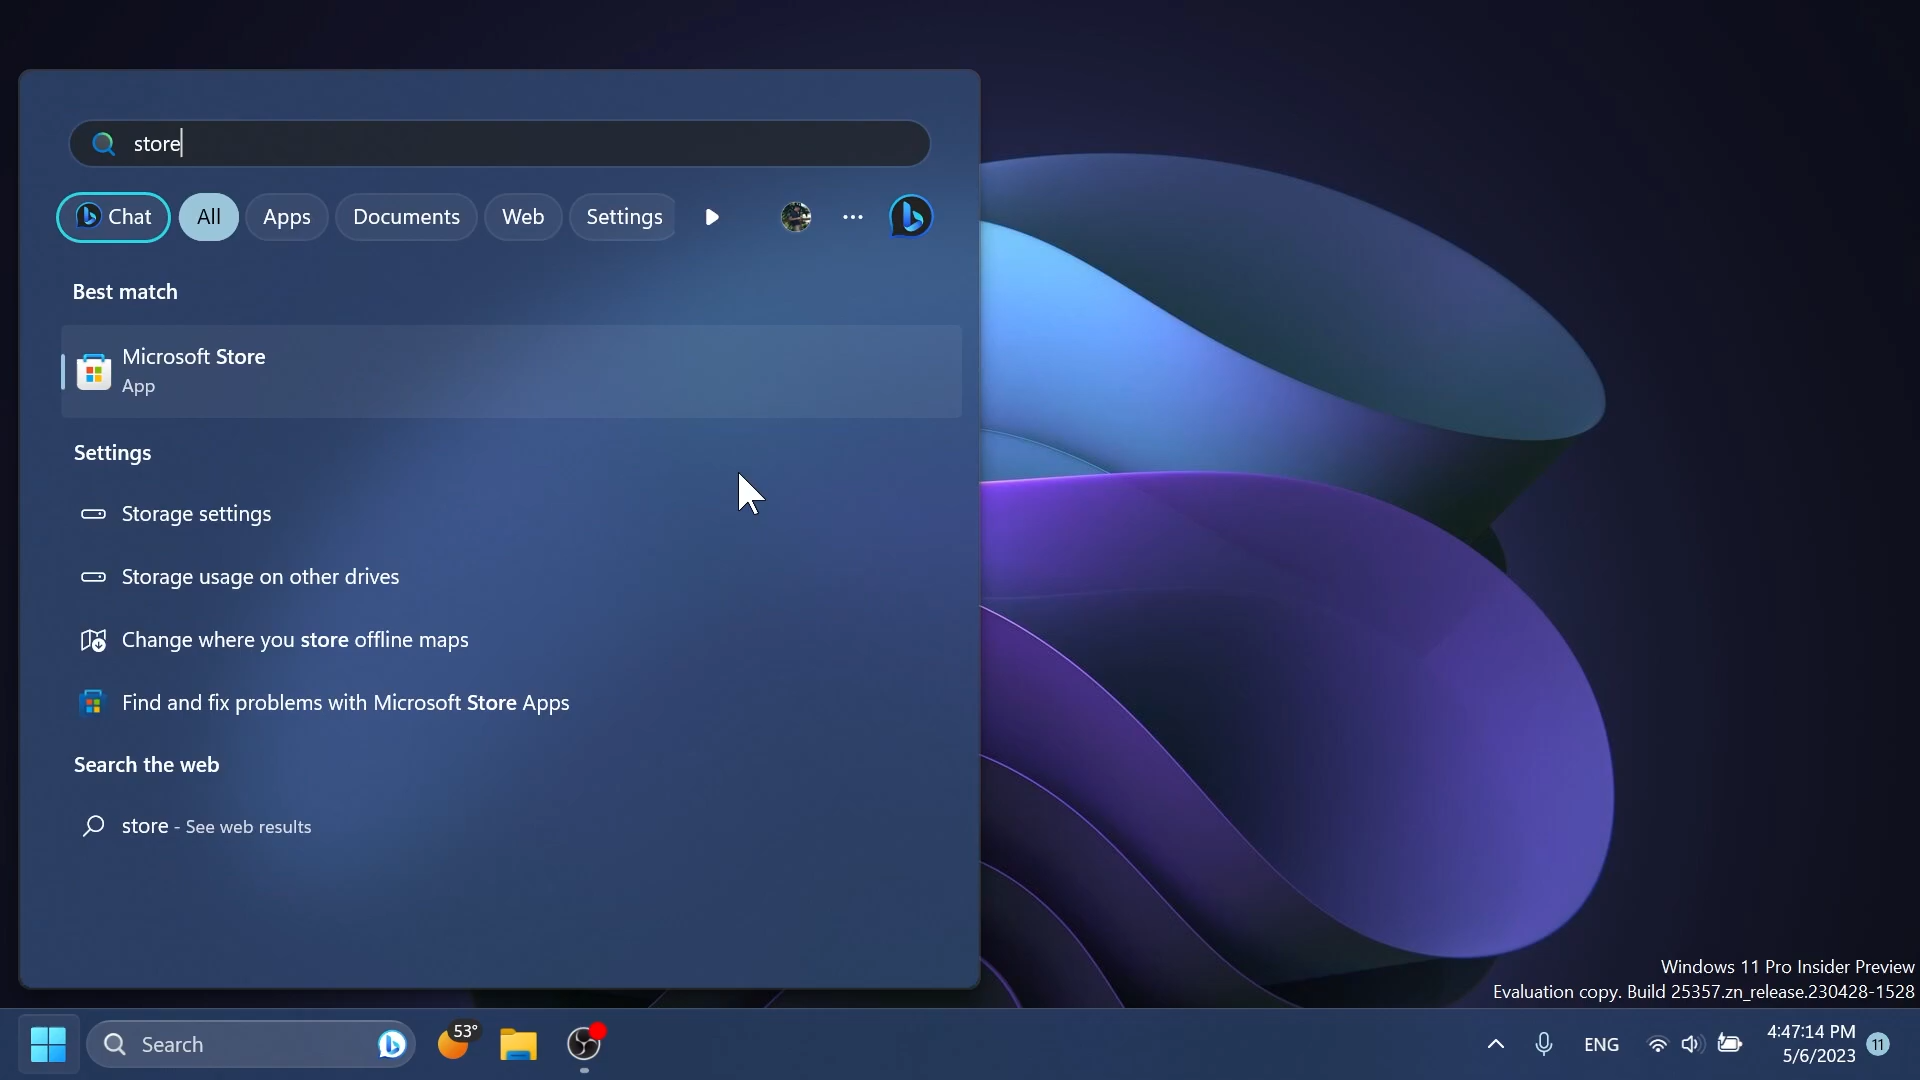 store
Chat
All
Apps
Documents
Web
Settings
Best match
Microsoft Store
App
Settings
Storage settings
Storage usage on other drives
Change where you store offline maps
Find and fix problems with Microsoft Store Apps
Search the web
store - See web results
Windows 11 Pro Insider Preview
Evaluation copy. Build 25357.zn_release.230428-1528
Search
53°
ENG
4:47:14 PM
5/6/2023
11